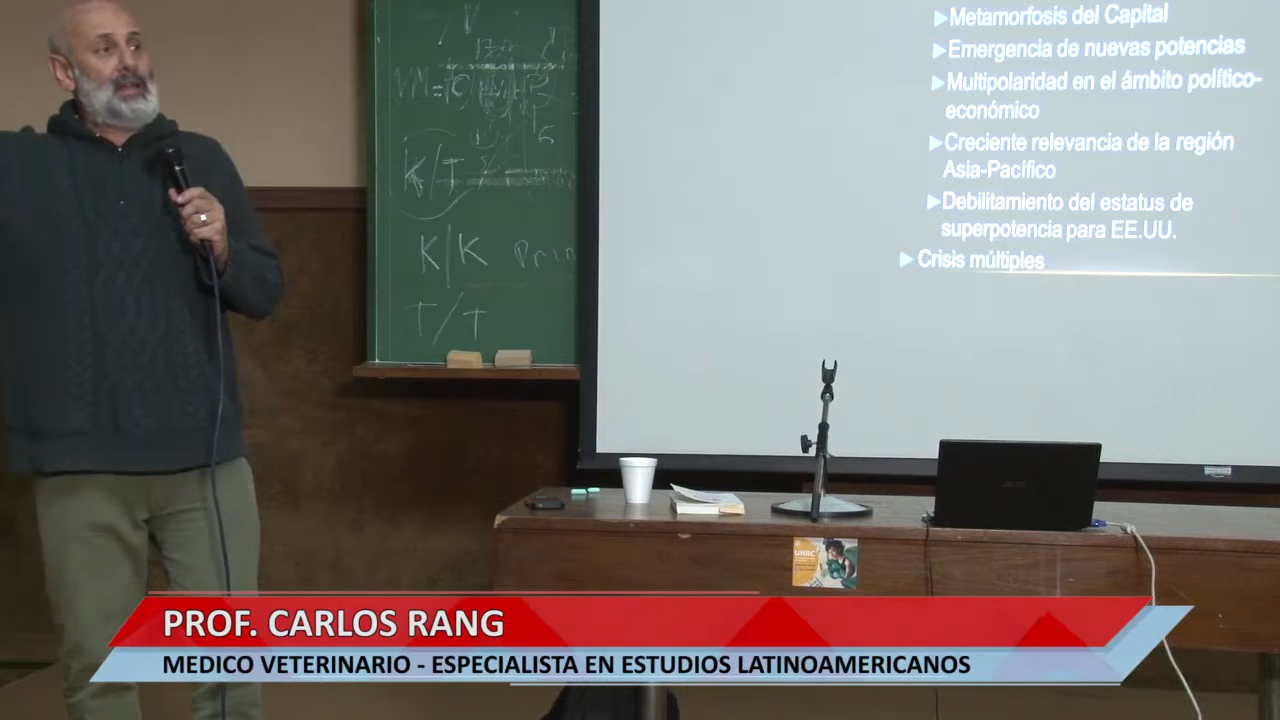 Metamorfosis del Capital
Emergencia de nuevas potencias
Multipolaridad en el ámbito político-
económico
Creciente relevancia de la región
Asia-Pacífico
Debilitamiento del estatus de
superpotencia para EE.UU.
Crisis múltiples
VM=
K/T
K/K Prin
T/T
UNRC
PROF. CARLOS RANG
MEDICO VETERINARIO - ESPECIALISTA EN ESTUDIOS LATINOAMERICANOS